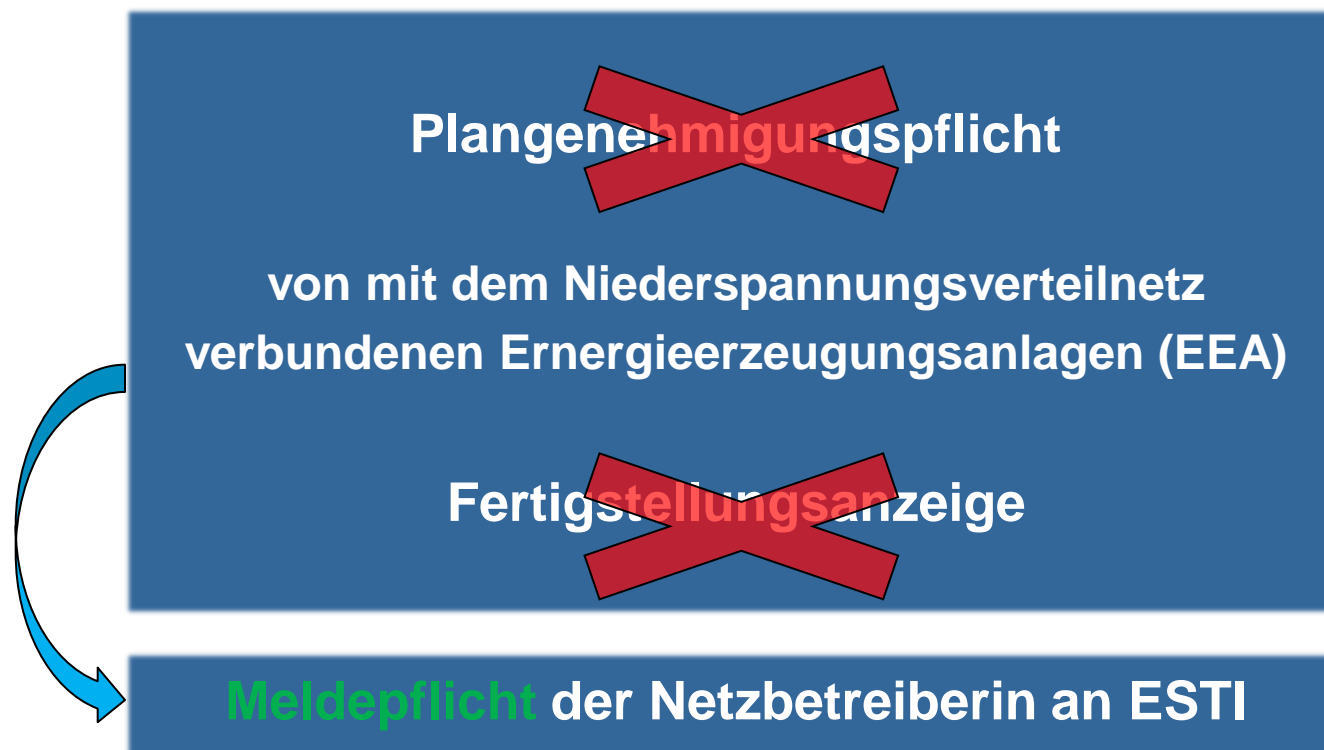 Plangenehmigungspflicht
von mit dem Niederspannungsverteilnetz
verbundenen Ernergieerzeugungsanlagen (EEA)
Fertigstellungsanzeige
Meldepflicht der Netzbetreiberin an ESTI